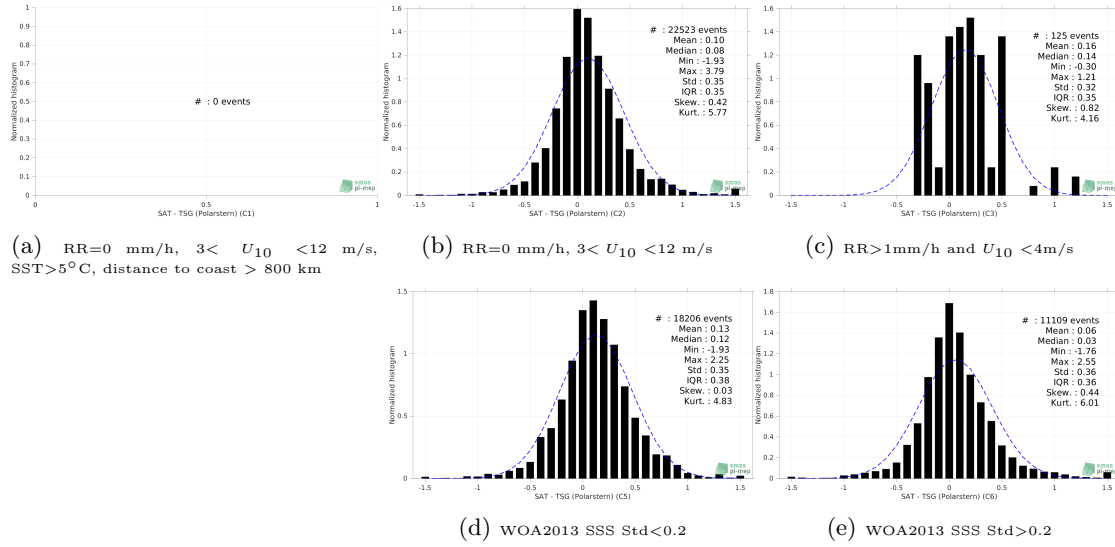 1
0.9
0.8
0.7
0.6
0.5
0.4
0.3
0.2
0.1
0
Normalized histogram
# : 0 events
0
0.5
1
SAT - TSG (Polarstern) (C1)
smos
pi-mep
(a) RR=0 mm/h, 3< U10 <12 m/s,
SST>5°C, distance to coast > 800 km
1.6
1.4
1.2
1
0.8
0.6
0.4
0.2
0
Normalized histogram
# : 22523 events
Mean : 0.10
Median : 0.08
Min : -1.93
Max : 3.79
Std : 0.35
IQR : 0.35
Skew. : 0.42
Kurt. : 5.77
smos
pi-mep
-1.5 -1 -0.5 0 0.5 1 1.5
SAT - TSG (Polarstern) (C2)
(b) RR=0 mm/h, 3< U10 <12 m/s
1.6
1.4
1.2
1
0.8
0.6
0.4
0.2
0
Normalized histogram
# : 125 events
Mean : 0.16
Median : 0.14
Min : -0.30
Max : 1.21
Std : 0.32
IQR : 0.35
Skew. : 0.82
Kurt. : 4.16
smos
pi-mep
-1.5 -1 -0.5 0 0.5 1 1.5
SAT - TSG (Polarstern) (C3)
(c) RR>1mm/h and U10 <4m/s
1.5
1
0.5
0
Normalized histogram
# : 18206 events
Mean : 0.13
Median : 0.12
Min : -1.93
Max : 2.25
Std : 0.35
IQR : 0.38
Skew. : 0.03
Kurt. : 4.83
smos
pi-mep
-1.5 -1 -0.5 0 0.5 1 1.5
SAT - TSG (Polarstern) (C5)
(d) WOA2013 SSS Std<0.2
1.8
1.6
1.4
1.2
1
0.8
0.6
0.4
0.2
0
Normalized histogram
# : 11109 events
Mean : 0.06
Median : 0.03
Min : -1.76
Max : 2.55
Std : 0.36
IQR : 0.36
Skew. : 0.44
Kurt. : 6.01
smos
pi-mep
-1.5 -1 -0.5 0 0.5 1 1.5
SAT - TSG (Polarstern) (C6)
(e) WOA2013 SSS Std>0.2